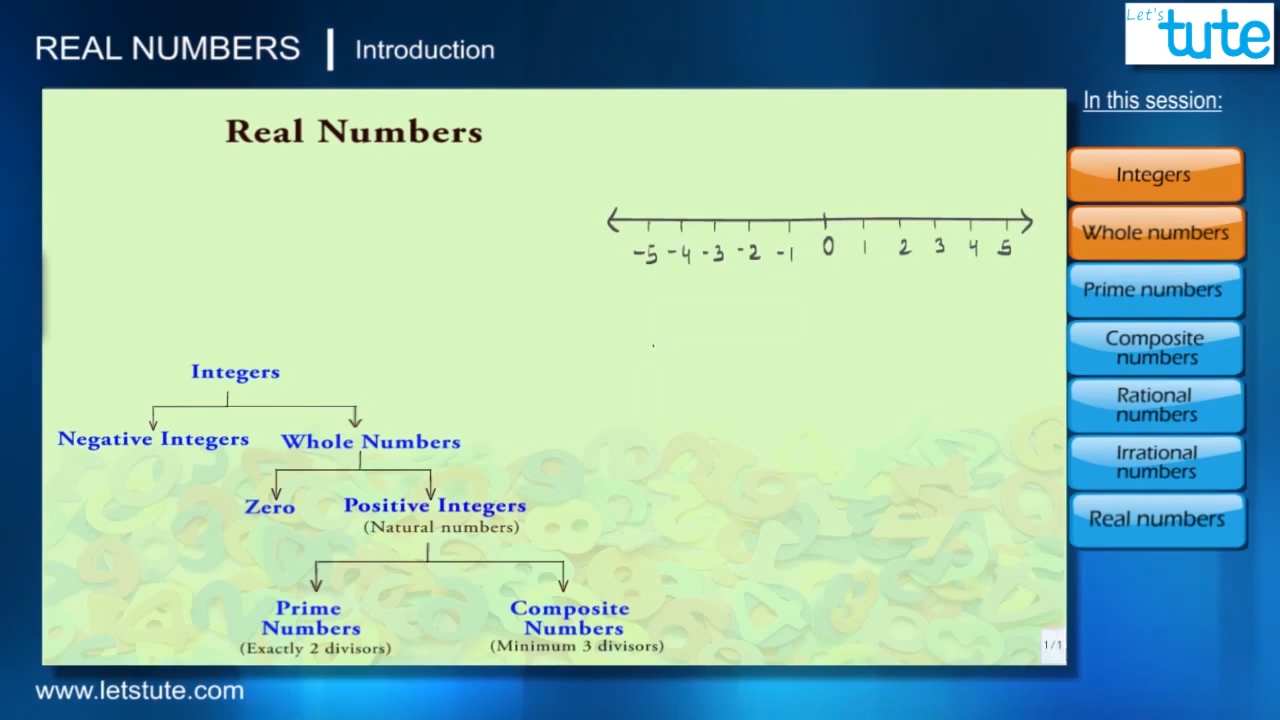 REAL NUMBERS | Introduction
Let's
tute
In this session:
Real Numbers
Integers
Whole numbers
Prime numbers
Composite
numbers
Rational
numbers
Irrational
numbers
Real numbers
-5 -4 -3 -2 -1 0 1 2 3 4 5
Integers
Negative Integers Whole Numbers
Zero Positive Integers
(Natural numbers)
Prime Composite
Numbers Numbers
(Exactly 2 divisors) (Minimum 3 divisors)
1/1
www.letstute.com